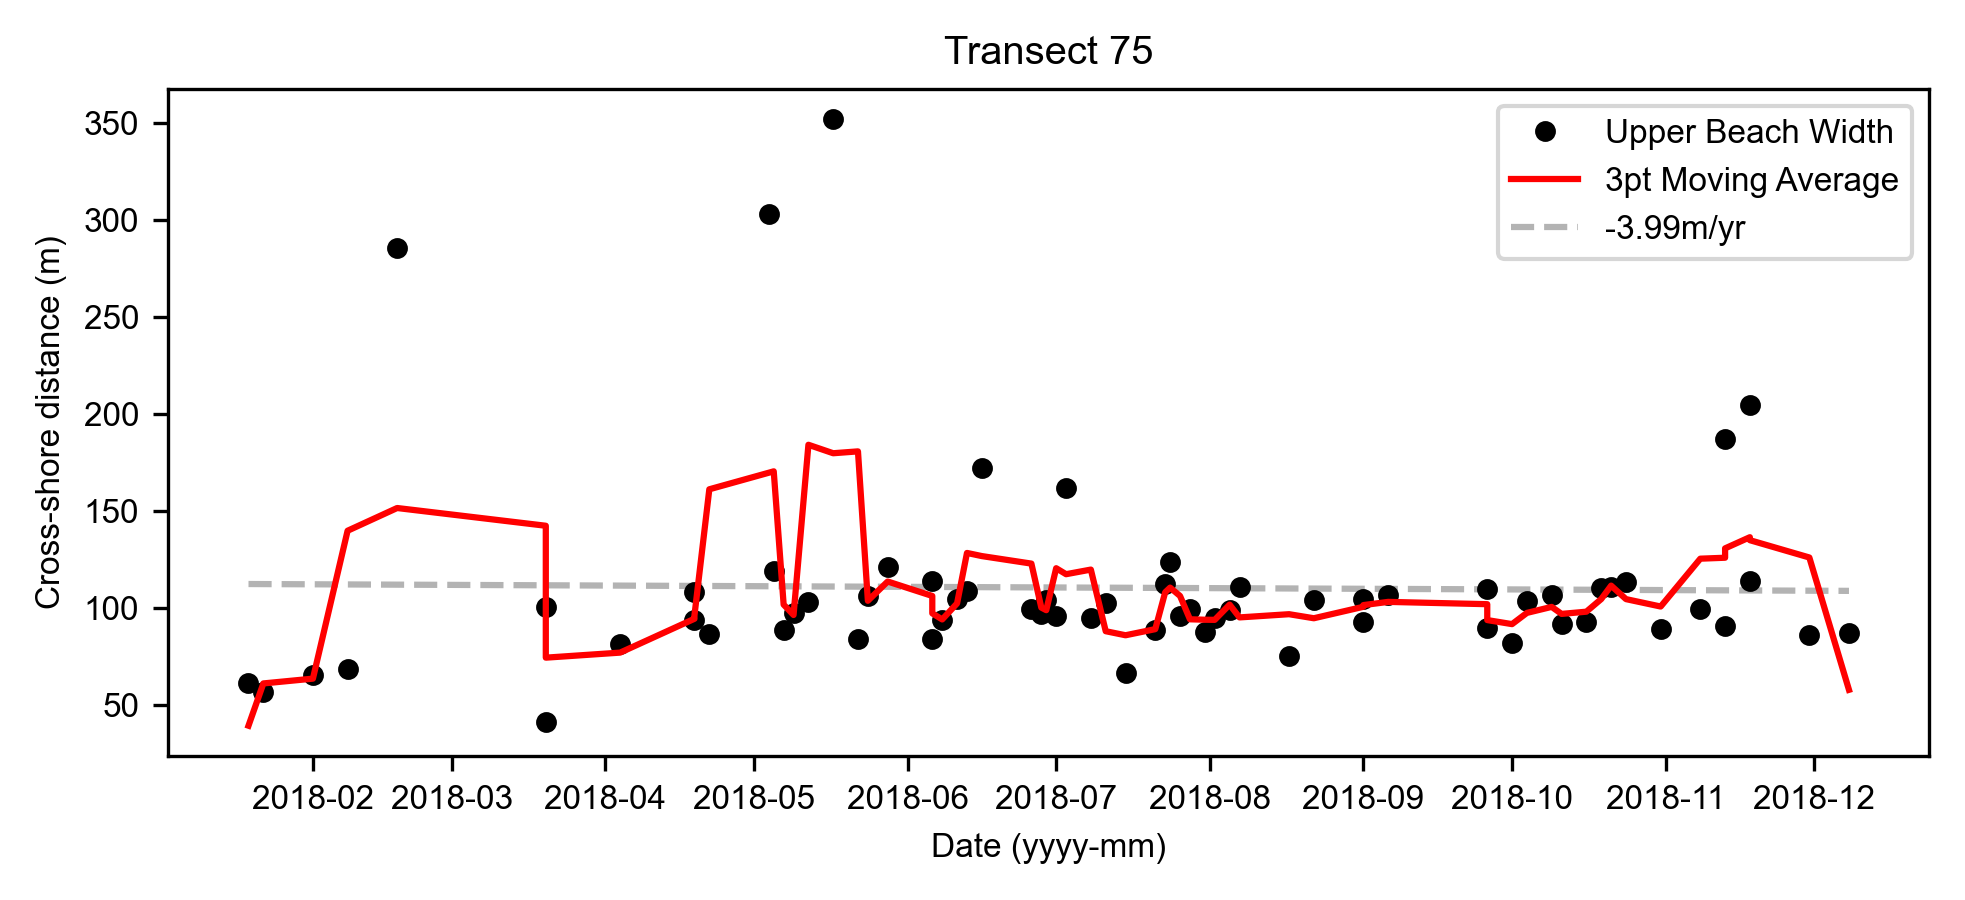 Transect 75
Upper Beach Width
3pt Moving Average
-3.99m/yr
Cross-shore distance (m)
350
300
250
200
150
100
50
2018-02 2018-03 2018-04 2018-05 2018-06 2018-07 2018-08 2018-09 2018-10 2018-11 2018-12
Date (yyyy-mm)